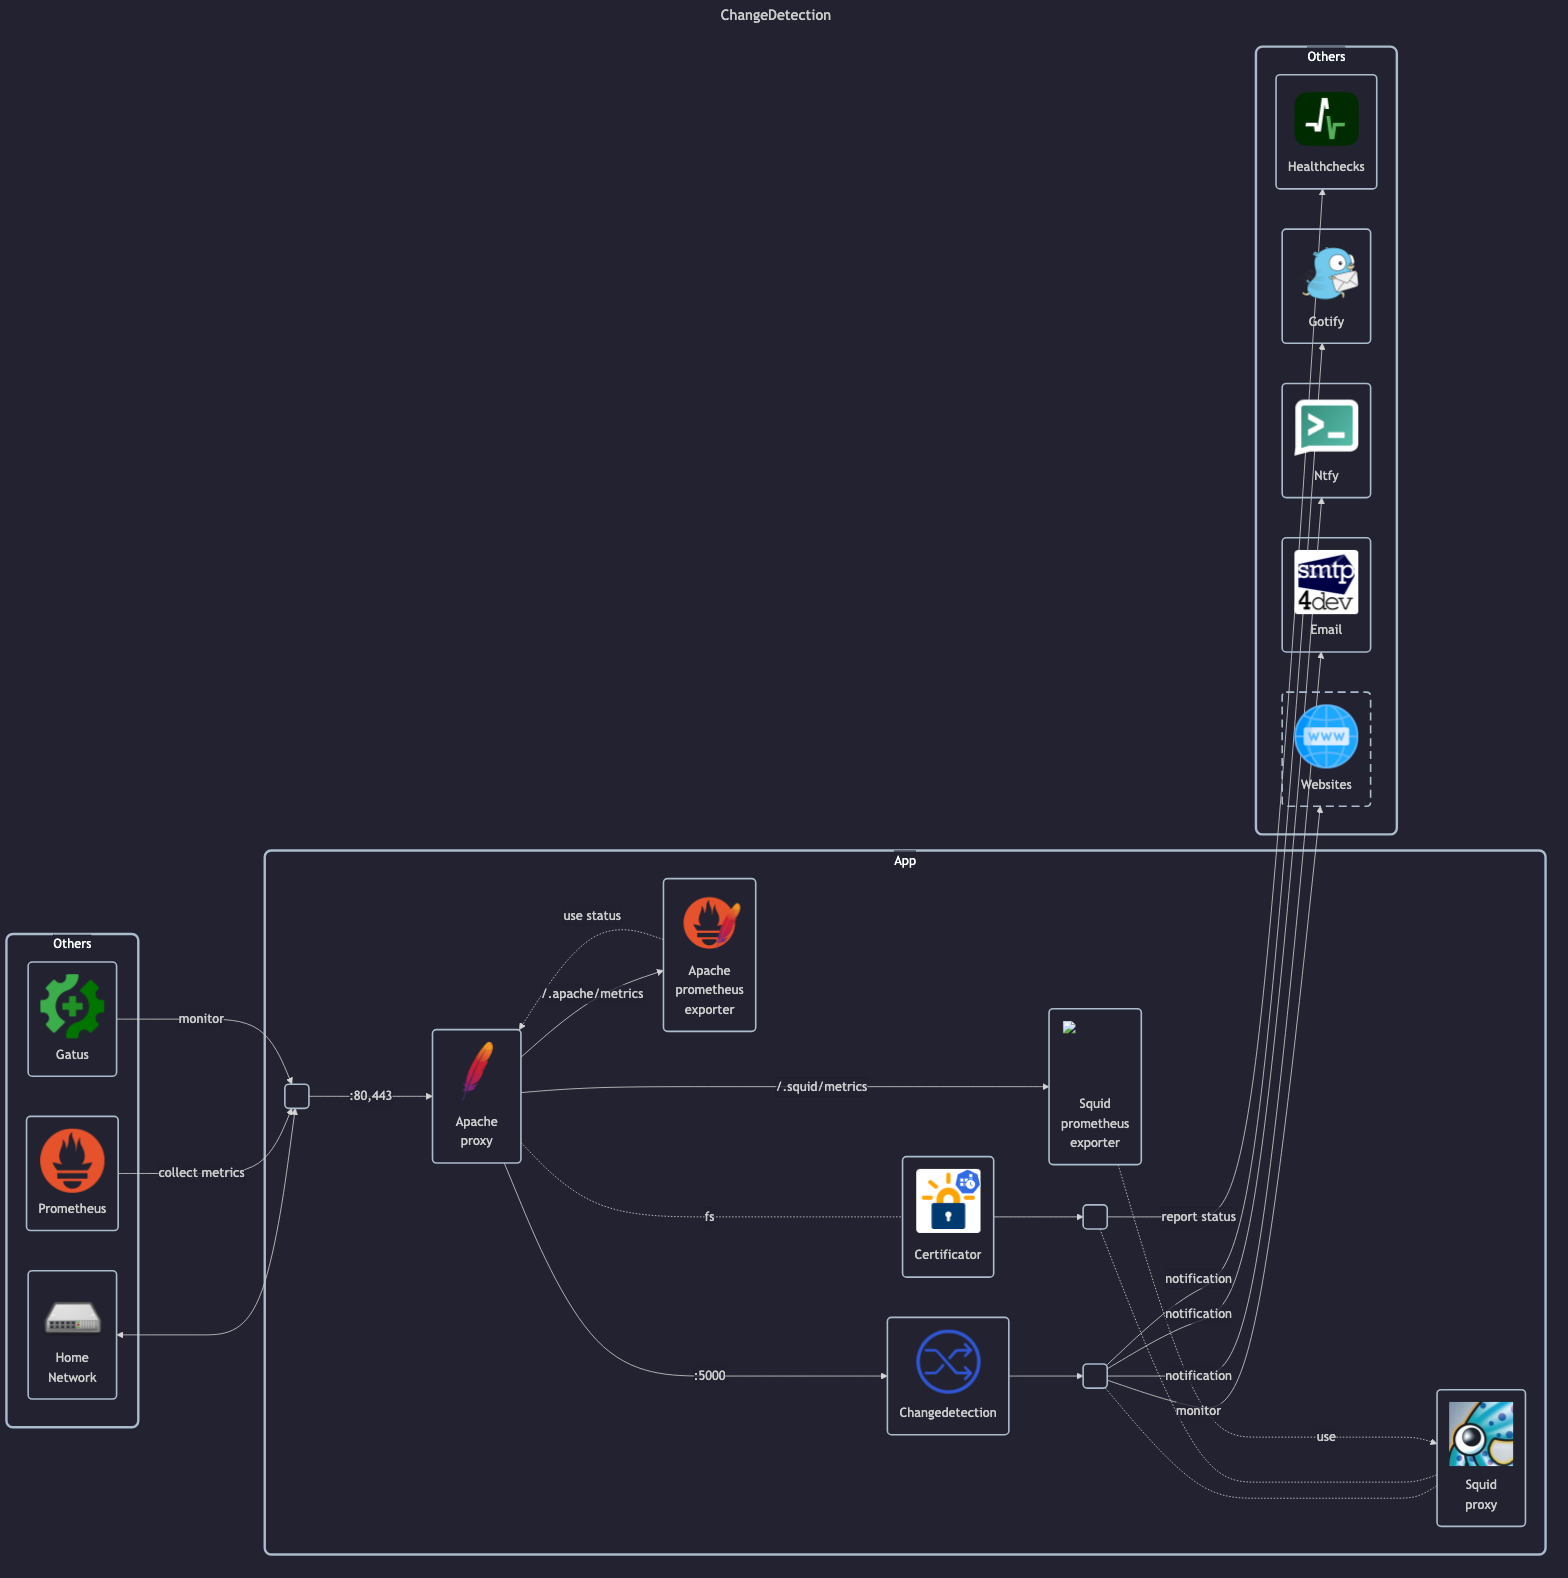 ChangeDetection
Others
Healthchecks
Gotify
>_
Ntfy
smtp
4dev
Email
www
Websites
App
use status
Apache
prometheus
exporter
/.apache/metrics
Others
Gatus
monitor
:80,443
Apache
proxy
/.squid/metrics
Squid
prometheus
exporter
Prometheus
collect metrics
fs
Certificator
report status
Home
Network
notification
notification
:5000
Changedetection
notification
monitor
use
Squid
proxy